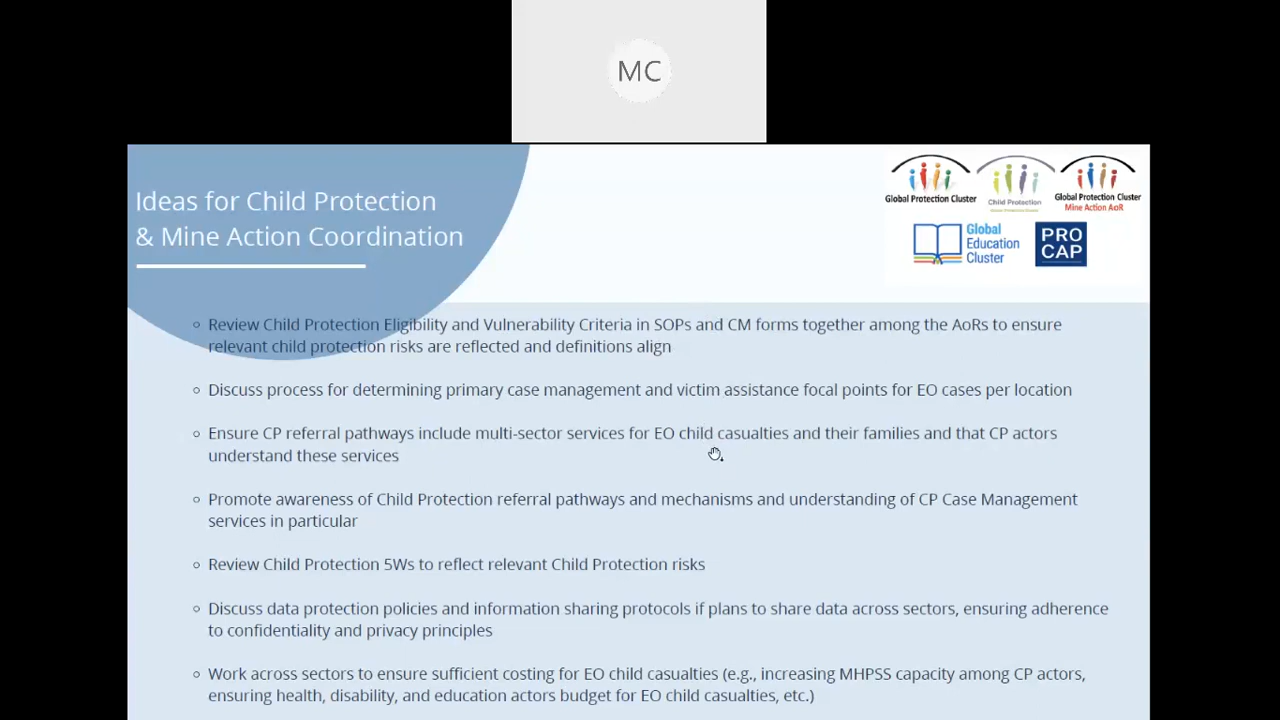 MC
Ideas for Child Protection
& Mine Action Coordination
Global Protection Cluster
Child Protection
Global Protection Cluster
Mine Action AoR
Global
Education
Cluster
PRO
CAP
Review Child Protection Eligibility and Vulnerability Criteria in SOPs and CM forms together among the AoRs to ensure
relevant child protection risks are reflected and definitions align
Discuss process for determining primary case management and victim assistance focal points for EO cases per location
Ensure CP referral pathways include multi-sector services for EO child casualties and their families and that CP actors
understand these services
Promote awareness of Child Protection referral pathways and mechanisms and understanding of CP Case Management
services in particular
Review Child Protection 5Ws to reflect relevant Child Protection risks
Discuss data protection policies and information sharing protocols if plans to share data across sectors, ensuring adherence
to confidentiality and privacy principles
Work across sectors to ensure sufficient costing for EO child casualties (e.g., increasing MHPSS capacity among CP actors,
ensuring health, disability, and education actors budget for EO child casualties, etc.)